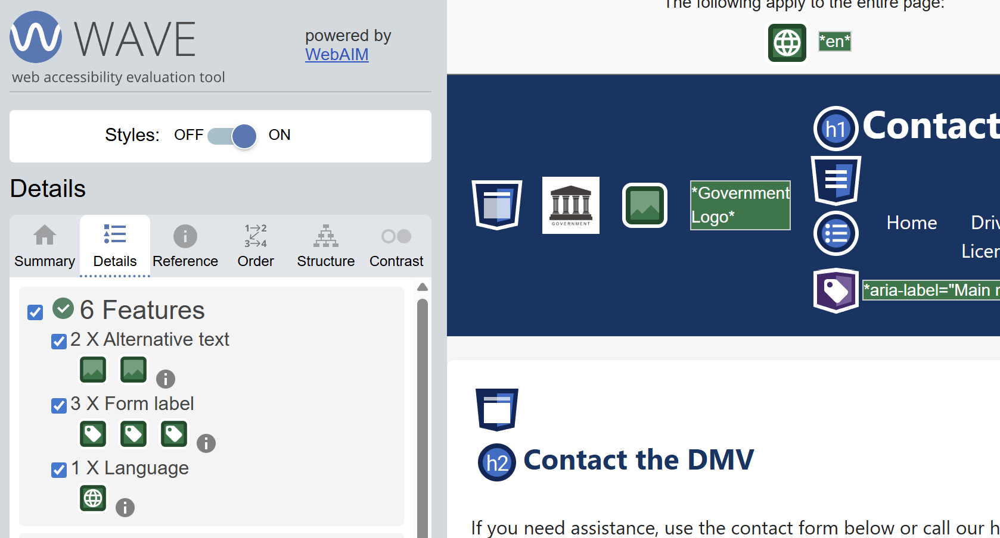 WAVE
powered by
WebAIM
web accessibility evaluation tool
Styles: OFF ON
Details
Summary
Details
Reference
1→2
3→4
Order
Structure
Contrast
6 Features
2 X Alternative text
3 X Form label
1 X Language
The following apply to the entire page:
*en*
h1 Contact
GOVERNMENT
*Government
Logo*
Home
Driv
Licen
*aria-label="Main
h2 Contact the DMV
If you need assistance, use the contact form below or call our h